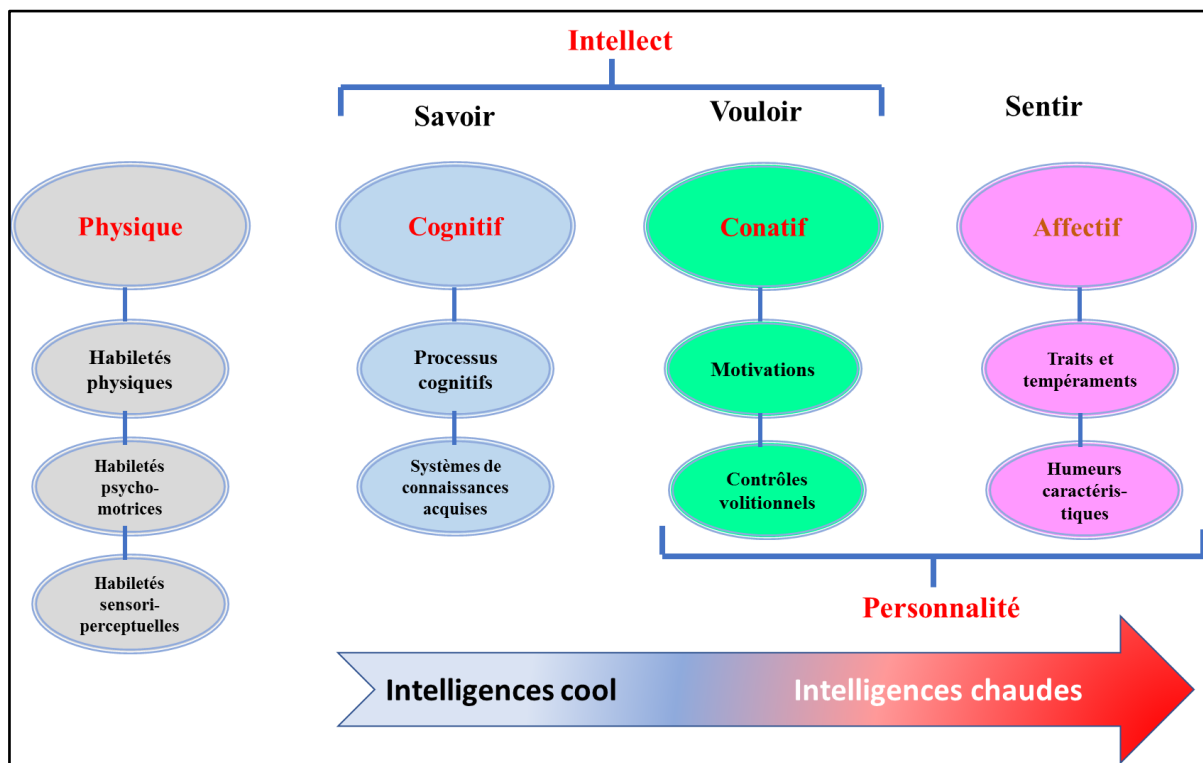 Intellect
Savoir
Vouloir
Sentir
Physique
Cognitif
Conatif
Affectif
Habiletés
physiques
Processus
cognitifs
Motivations
Traits et
tempéraments
Habiletés
psycho-
motrices
Systèmes de
connaissances
acquises
Contrôles
volitionnels
Humeurs
caractéris-
tiques
Habiletés
sensori-
perceptuelles
Personnalité
Intelligences cool
Intelligences chaudes